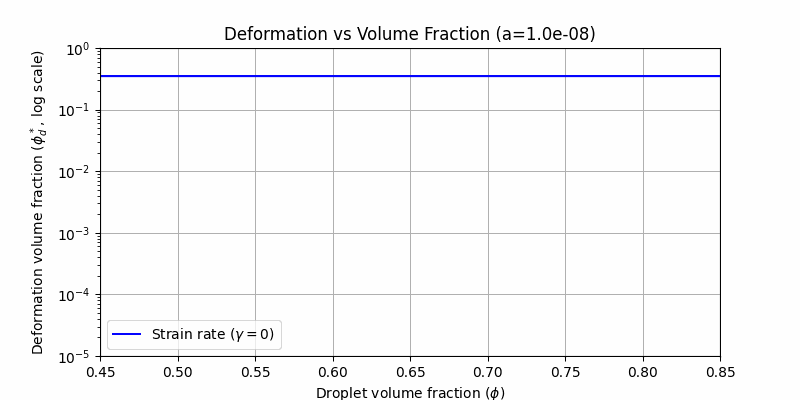 Deformation vs Volume Fraction (a=1.0e-08)
Deformation volume fraction (ϕ_d^*, log scale)
10^0
10^-1
10^-2
10^-3
10^-4
10^-5
Strain rate (γ = 0)
0.45 0.50 0.55 0.60 0.65 0.70 0.75 0.80 0.85
Droplet volume fraction (ϕ)